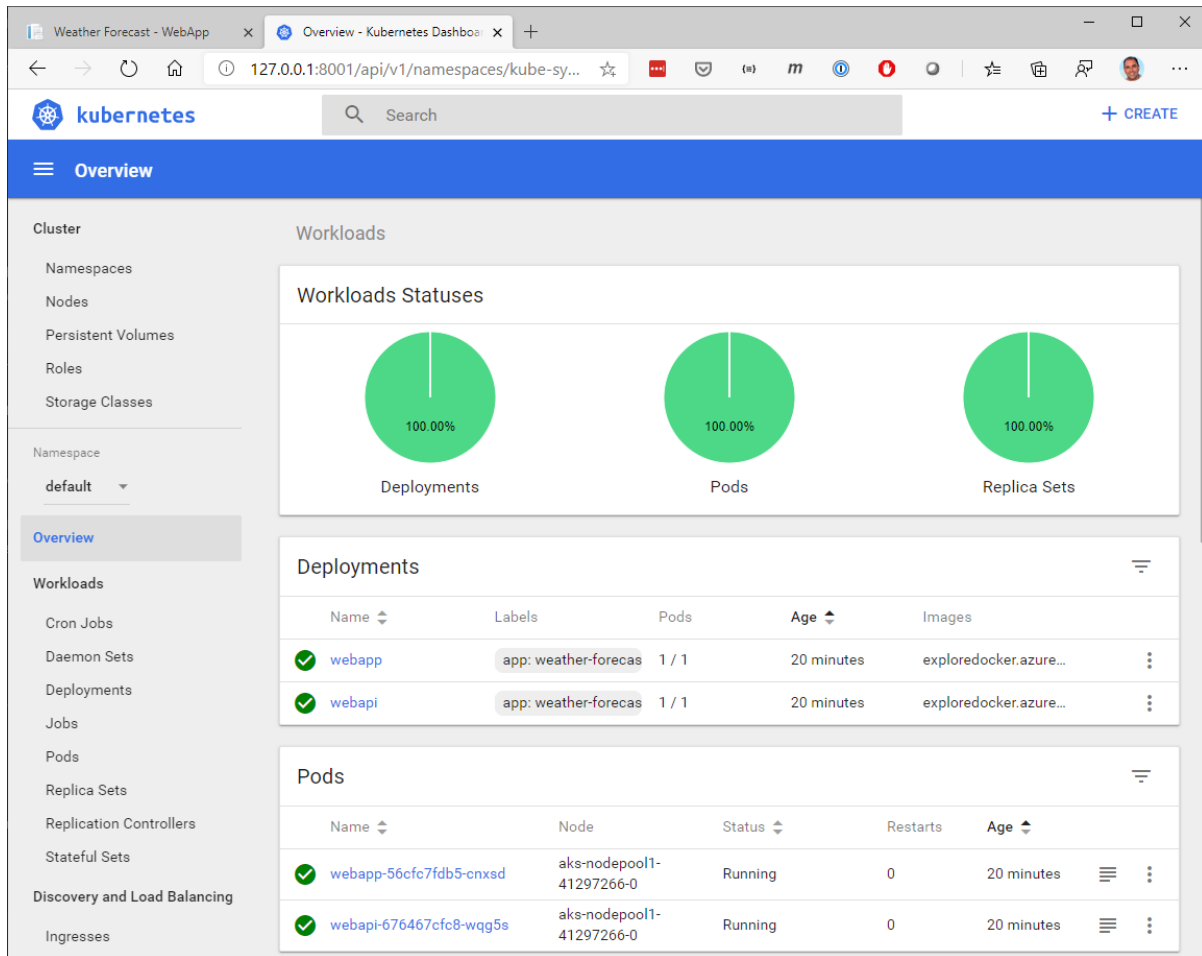 Weather Forecast - WebApp
Overview - Kubernetes Dashboar
127.0.0.1:8001/api/v1/namespaces/kube-sy...
kubernetes
Search
+ CREATE
Overview
Cluster
Namespaces
Nodes
Persistent Volumes
Roles
Storage Classes
Namespace
default
Overview
Workloads
Cron Jobs
Daemon Sets
Deployments
Jobs
Pods
Replica Sets
Replication Controllers
Stateful Sets
Discovery and Load Balancing
Ingresses
Workloads
Workloads Statuses
100.00% 100.00% 100.00%
Deployments Pods Replica Sets
Deployments
Name Labels Pods Age Images
webapp app: weather-forecas 1 / 1 20 minutes exploredocker.azure...
webapi app: weather-forecas 1 / 1 20 minutes exploredocker.azure...
Pods
Name Node Status Restarts Age
webapp-56cfc7fdb5-cnxsd aks-nodepool1-41297266-0 Running 0 20 minutes
webapi-676467cfc8-wqg5s aks-nodepool1-41297266-0 Running 0 20 minutes